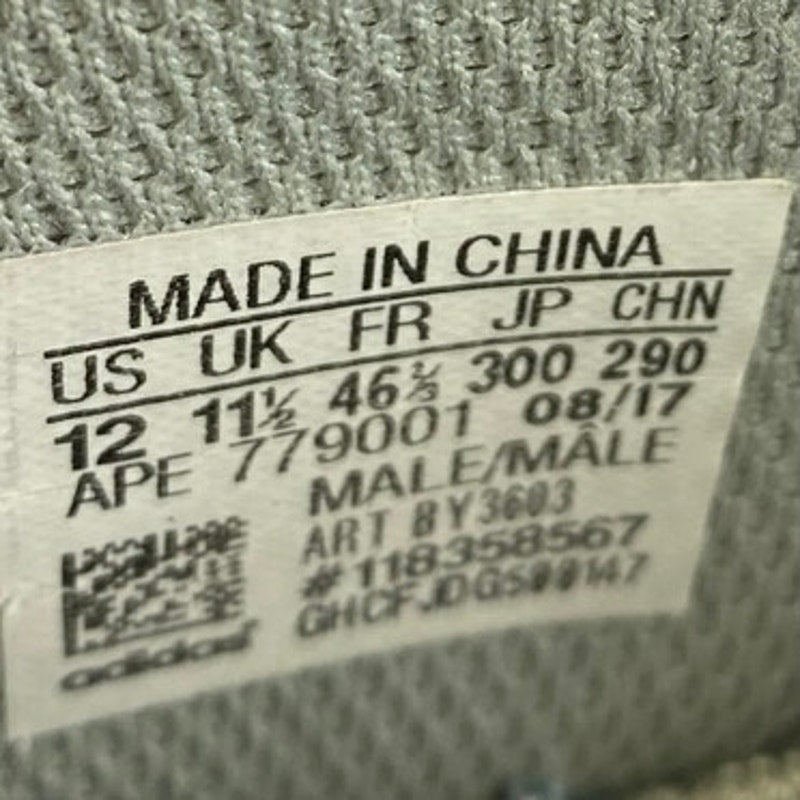 MADE IN CHINA
US UK FR JP CHN
12 11½ 46⅔ 300 290
APE 779001 08/17
MALE/MÂLE
ART BY3603
#118358567
GHCFJDG500147
adidas